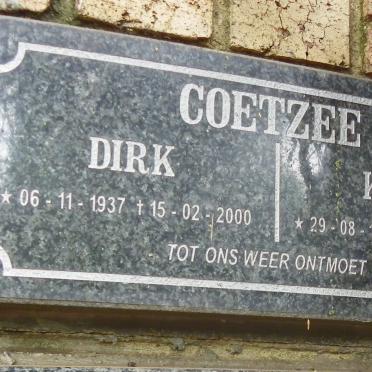 COETZEE
DIRK K
★ 06 - 11 - 1937 † 15 - 02 - 2000 ★ 29 - 08 -
TOT ONS WEER ONTMOET